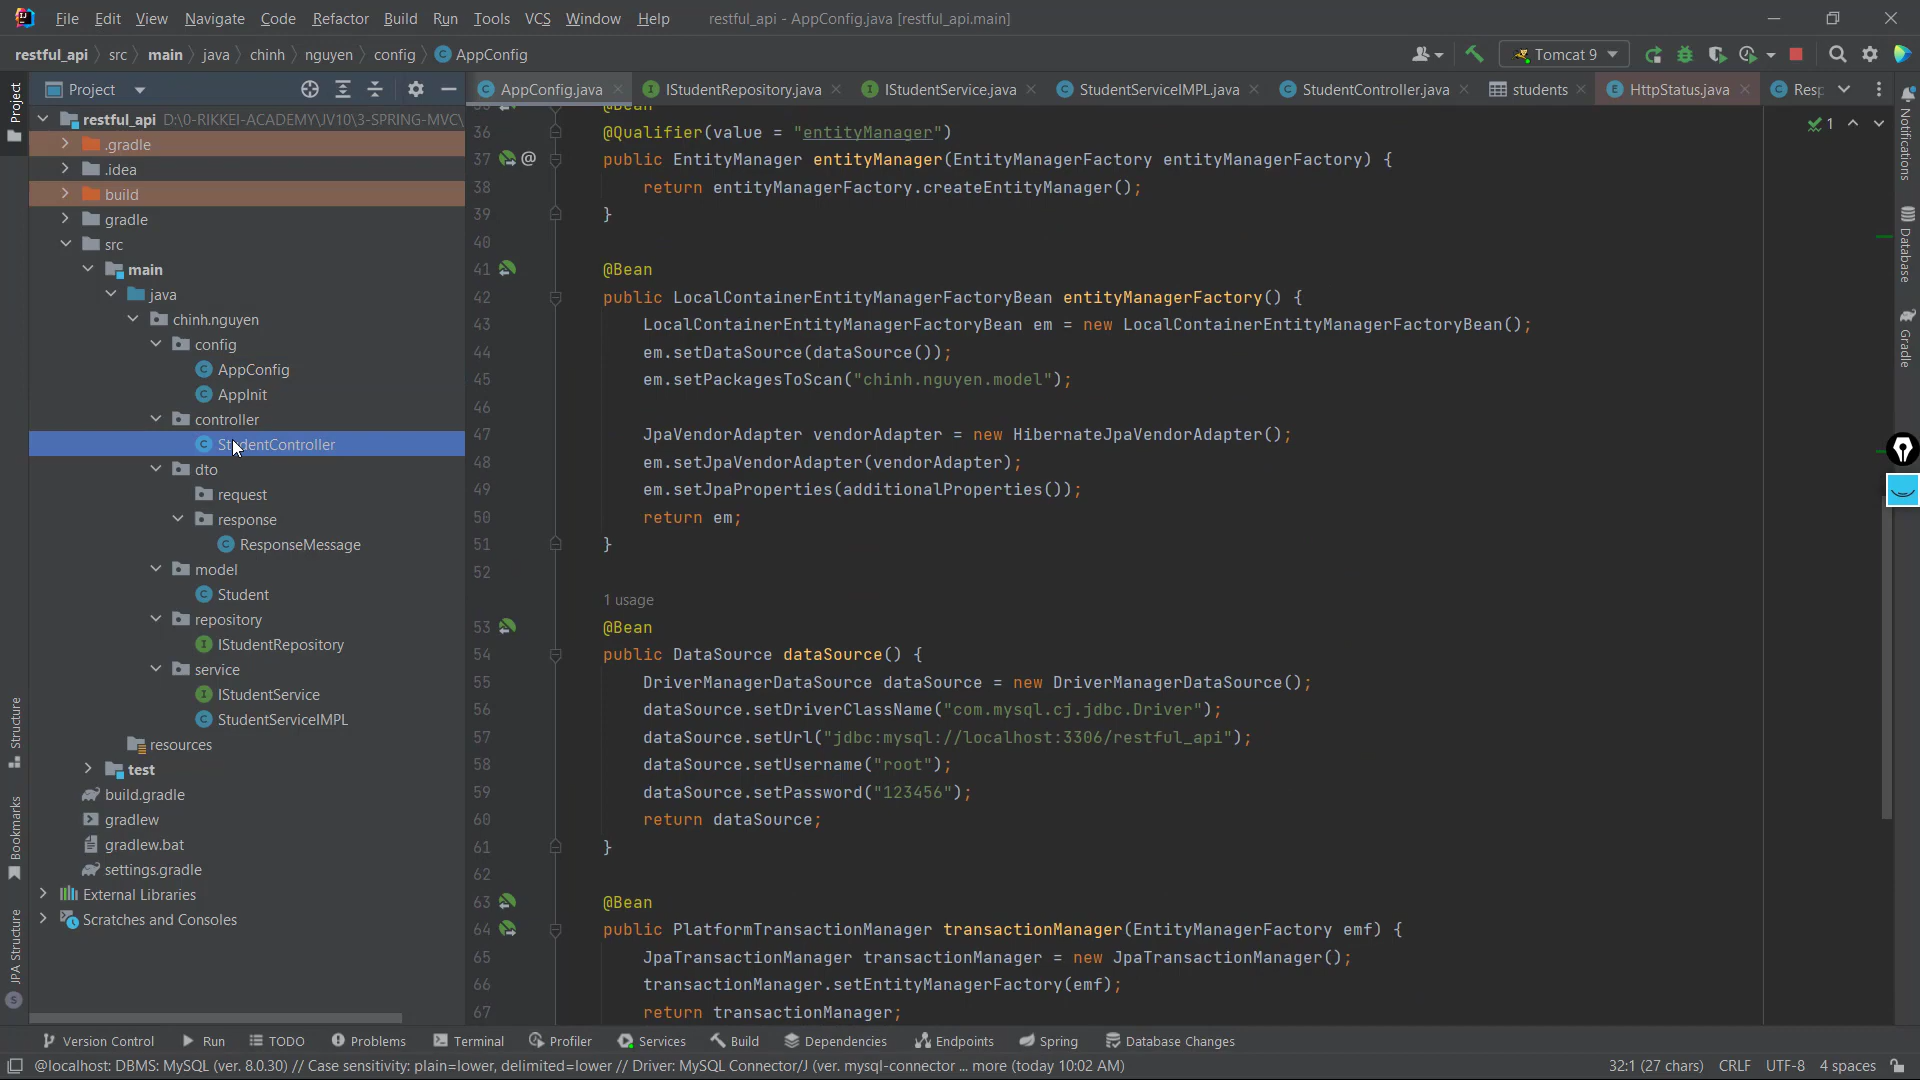 File Edit View Navigate Code Refactor Build Run Tools VCS Window Help restful_api - AppConfig.java [restful_api.main]
restful_api src main java chinh nguyen config AppConfig Tomcat 9
Project
AppConfig.java IStudentRepository.java IStudentService.java StudentServiceIMPL.java StudentController.java students HttpStatus.java Resp
Project
restful_api D:\0-RIKKEI-ACADEMY\JV10\3-SPRING-MVC\
.gradle
.idea
build
gradle
src
main
java
chinh.nguyen
config
AppConfig
AppInit
controller
StudentController
dto
request
response
ResponseMessage
model
Student
repository
IStudentRepository
service
IStudentService
StudentServiceIMPL
resources
test
build.gradle
gradlew
gradlew.bat
settings.gradle
External Libraries
Scratches and Consoles
Structure
Bookmarks
JPA Structure
35 @Bean
36 @Qualifier(value = "entityManager")
37 @ public EntityManager entityManager(EntityManagerFactory entityManagerFactory) {
38 return entityManagerFactory.createEntityManager();
39 }
40
41 @Bean
42 public LocalContainerEntityManagerFactoryBean entityManagerFactory() {
43 LocalContainerEntityManagerFactoryBean em = new LocalContainerEntityManagerFactoryBean();
44 em.setDataSource(dataSource());
45 em.setPackagesToScan("chinh.nguyen.model");
46
47 JpaVendorAdapter vendorAdapter = new HibernateJpaVendorAdapter();
48 em.setJpaVendorAdapter(vendorAdapter);
49 em.setJpaProperties(additionalProperties());
50 return em;
51 }
52
1 usage
53 @Bean
54 public DataSource dataSource() {
55 DriverManagerDataSource dataSource = new DriverManagerDataSource();
56 dataSource.setDriverClassName("com.mysql.cj.jdbc.Driver");
57 dataSource.setUrl("jdbc:mysql://localhost:3306/restful_api");
58 dataSource.setUsername("root");
59 dataSource.setPassword("123456");
60 return dataSource;
61 }
62
63 @Bean
64 public PlatformTransactionManager transactionManager(EntityManagerFactory emf) {
65 JpaTransactionManager transactionManager = new JpaTransactionManager();
66 transactionManager.setEntityManagerFactory(emf);
67 return transactionManager;
1
Notifications
Database
Gradle
Version Control Run TODO Problems Terminal Profiler Services Build Dependencies Endpoints Spring Database Changes
@localhost: DBMS: MySQL (ver. 8.0.30) // Case sensitivity: plain=lower, delimited=lower // Driver: MySQL Connector/J (ver. mysql-connector ... more (today 10:02 AM) 32:1 (27 chars) CRLF UTF-8 4 spaces